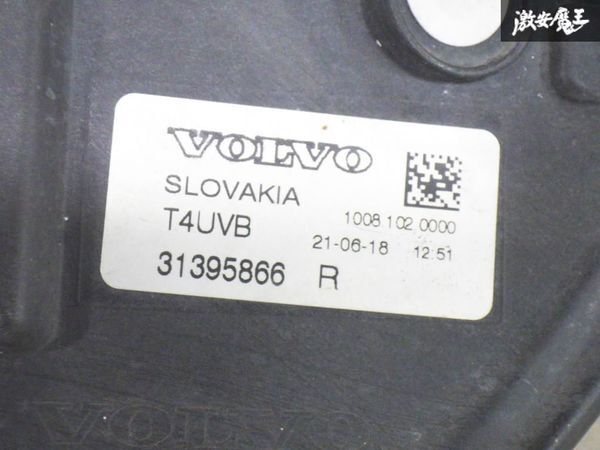 激安魔王
VOLVO
SLOVAKIA
T4UVB
1008.102.0000
21-06-18 12:51
31395866 R
VOLVO